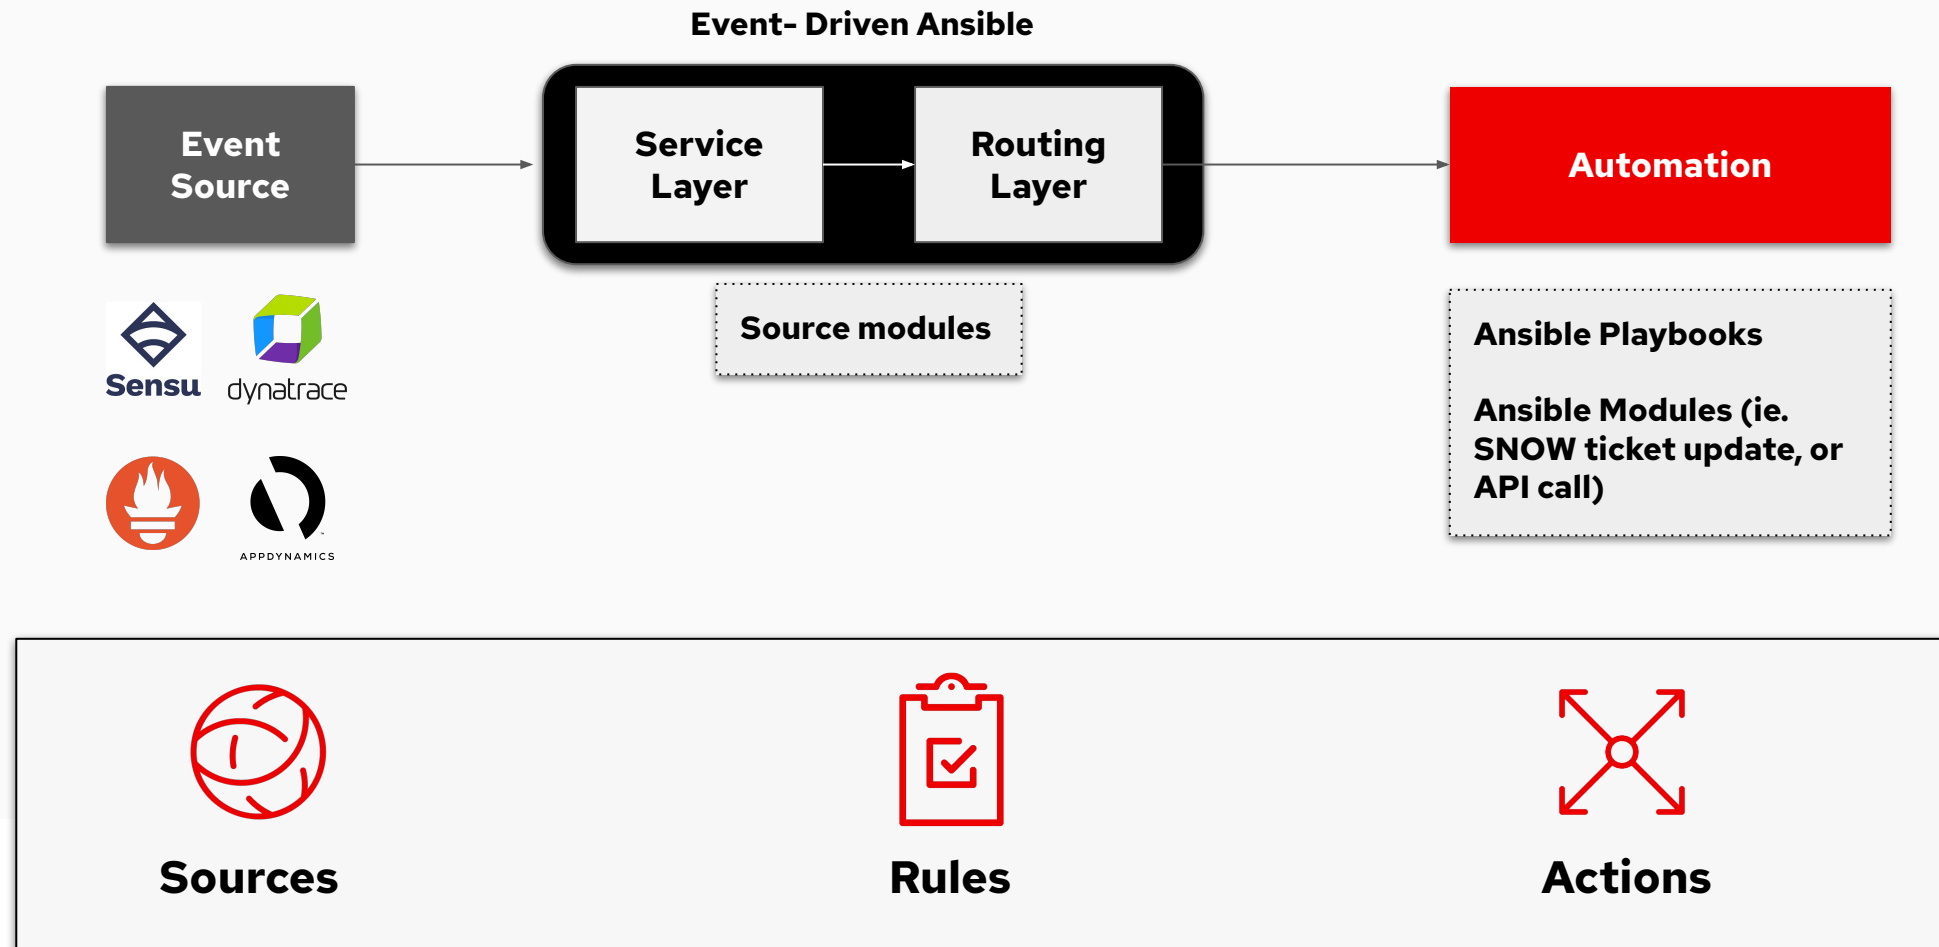 Event- Driven Ansible
Event
Source
Service
Layer
Routing
Layer
Automation
Sensu
dynatrace
APPDYNAMICS
Source modules
Ansible Playbooks
Ansible Modules (ie.
SNOW ticket update, or
API call)
Sources
Rules
Actions